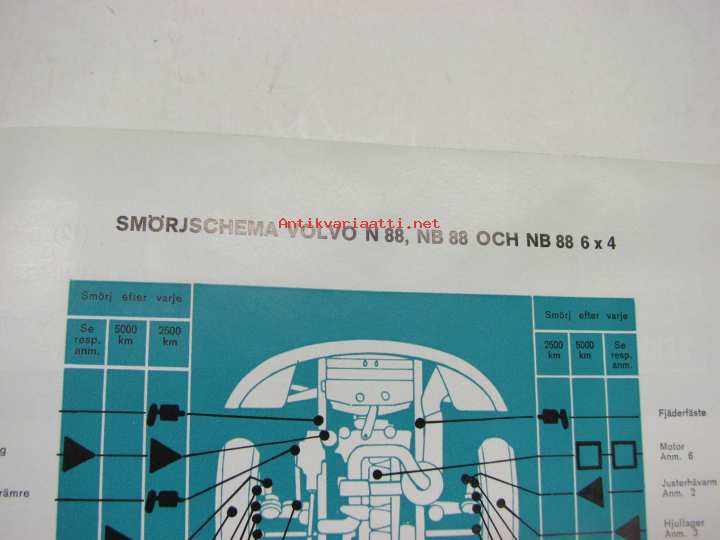 SMÖRJSCHEMA VOLVO N 88, NB 88 OCH NB 88 6 x 4
Antikvariaatti.net
Smörj efter varje
Se resp. anm.
5000 km
2500 km
Smörj efter varje
2500 km
5000 km
Se resp. anm.
Fjäderfäste
Motor
Anm. 6
Justerhävarm
Anm. 2
Hjullager
Anm. 3
g
rämre